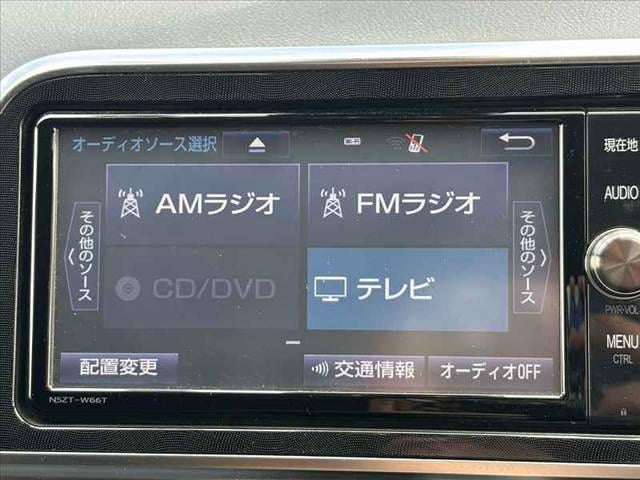 オーディオソース選択
Wi-Fi
現在地
AMラジオ
FMラジオ
AUDIO
その他のソース
その他のソース
CD/DVD
テレビ
PWR-VOL
MENU
CTRL
配置変更
交通情報
オーディオOFF
NSZT-W66T